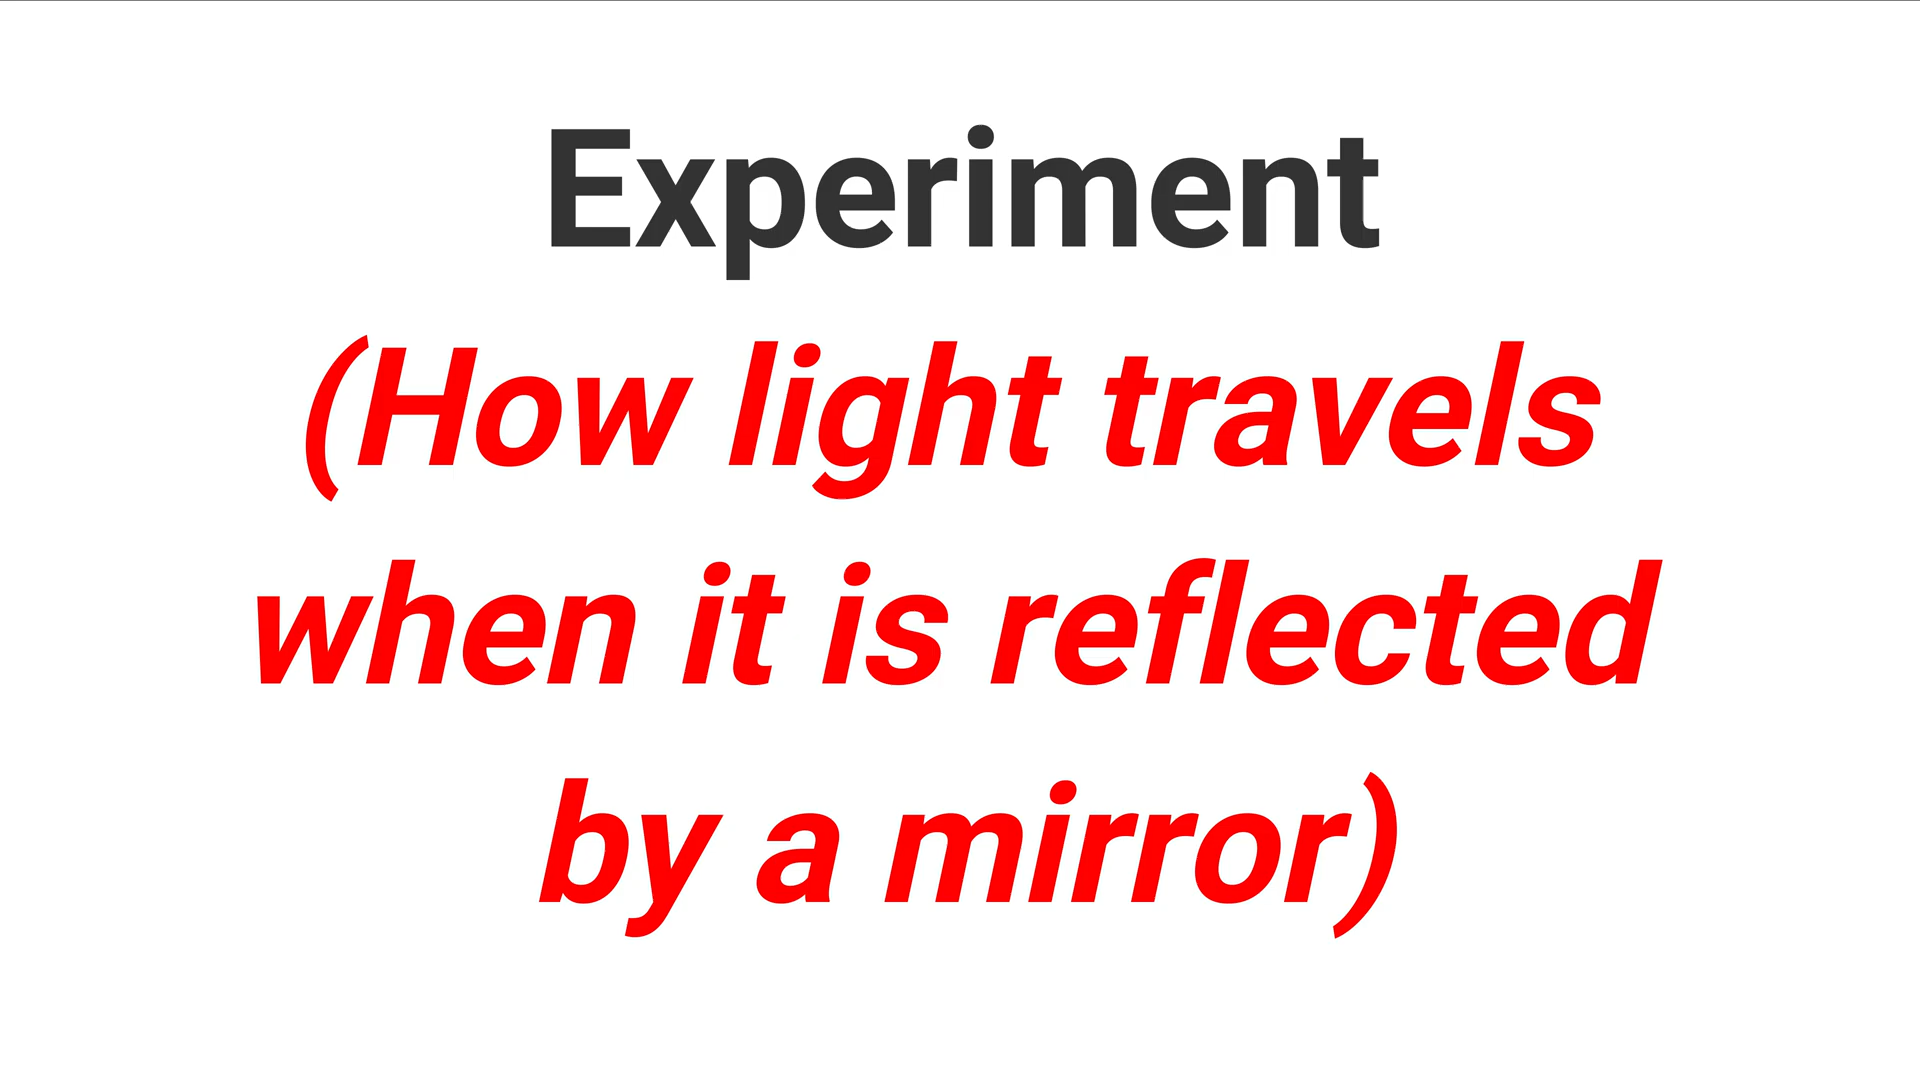 Experiment
(How light travels
when it is reflected
by a mirror)